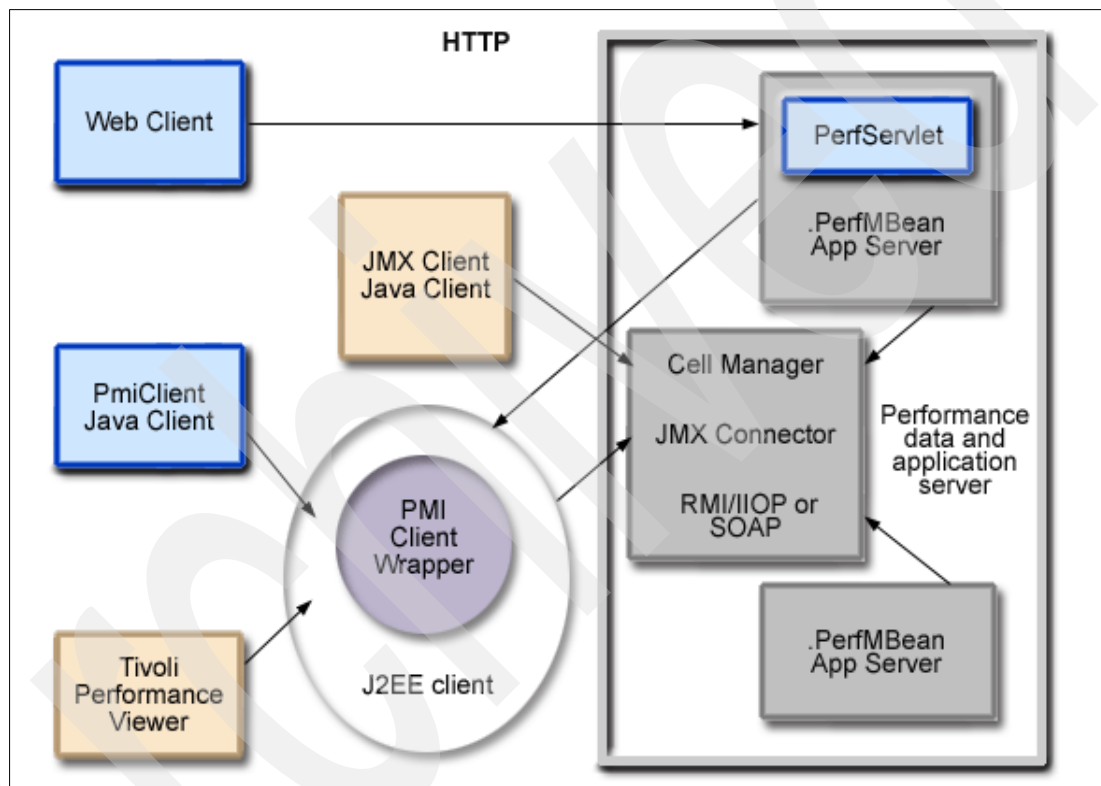 HTTP
Web Client
PerfServlet
.PerfMBean
App Server
JMX Client
Java Client
PmiClient
Java Client
Cell Manager
JMX Connector
RMI/IIOP or
SOAP
Performance
data and
application
server
PMI
Client
Wrapper
J2EE client
Tivoli
Performance
Viewer
.PerfMBean
App Server